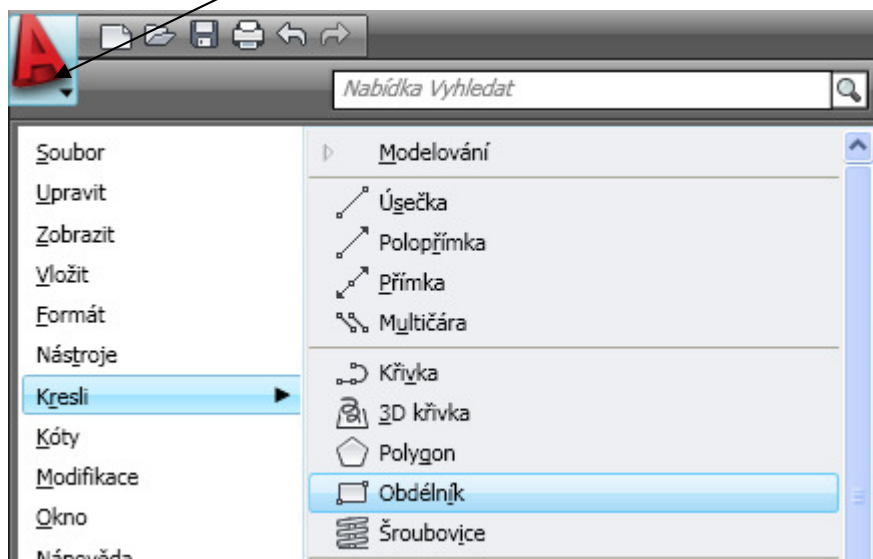 Nabídka Vyhledat
Soubor
Upravit
Zobrazit
Vložit
Formát
Nástroje
Kresli
Kóty
Modifikace
Okno
Nápověda
Modelování
Úsečka
Polopřímka
Přímka
Multičára
Křivka
3D křivka
Polygon
Obdélník
Šroubovice